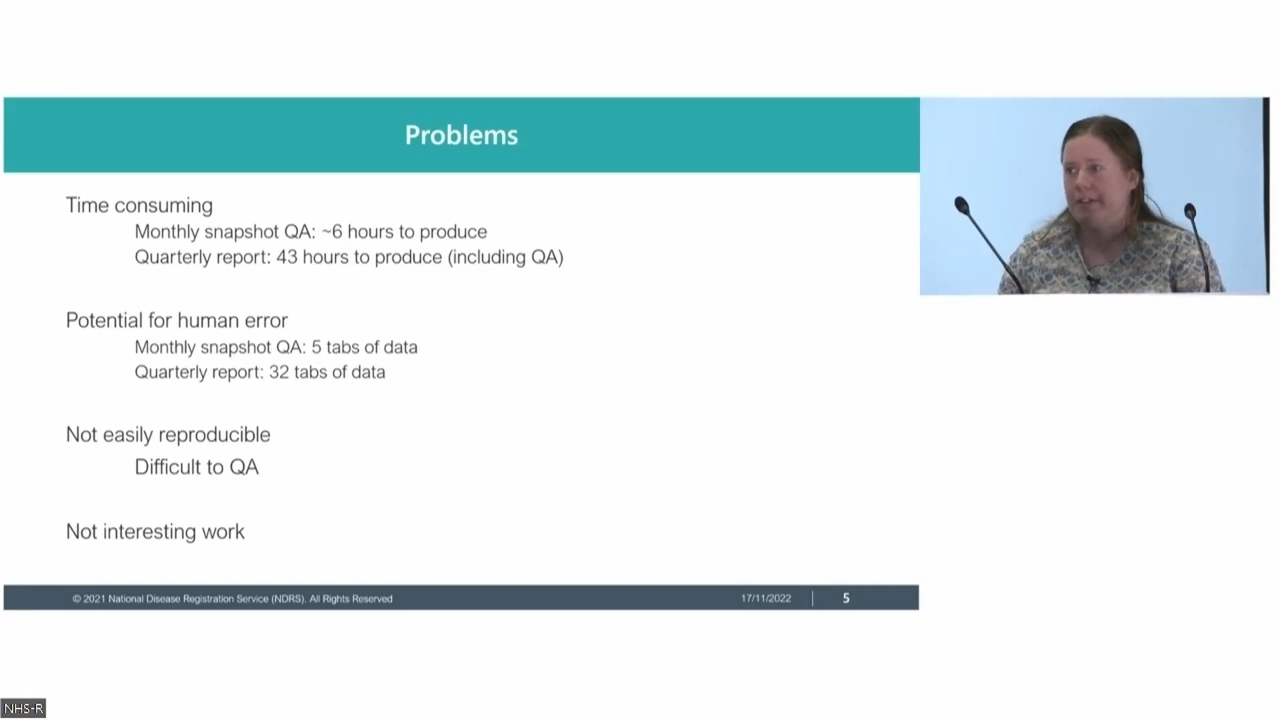 Problems
Time consuming
Monthly snapshot QA: ~6 hours to produce
Quarterly report: 43 hours to produce (including QA)
Potential for human error
Monthly snapshot QA: 5 tabs of data
Quarterly report: 32 tabs of data
Not easily reproducible
Difficult to QA
Not interesting work
© 2021 National Disease Registration Service (NDRS). All Rights Reserved
17/11/2022
5
NHS-R